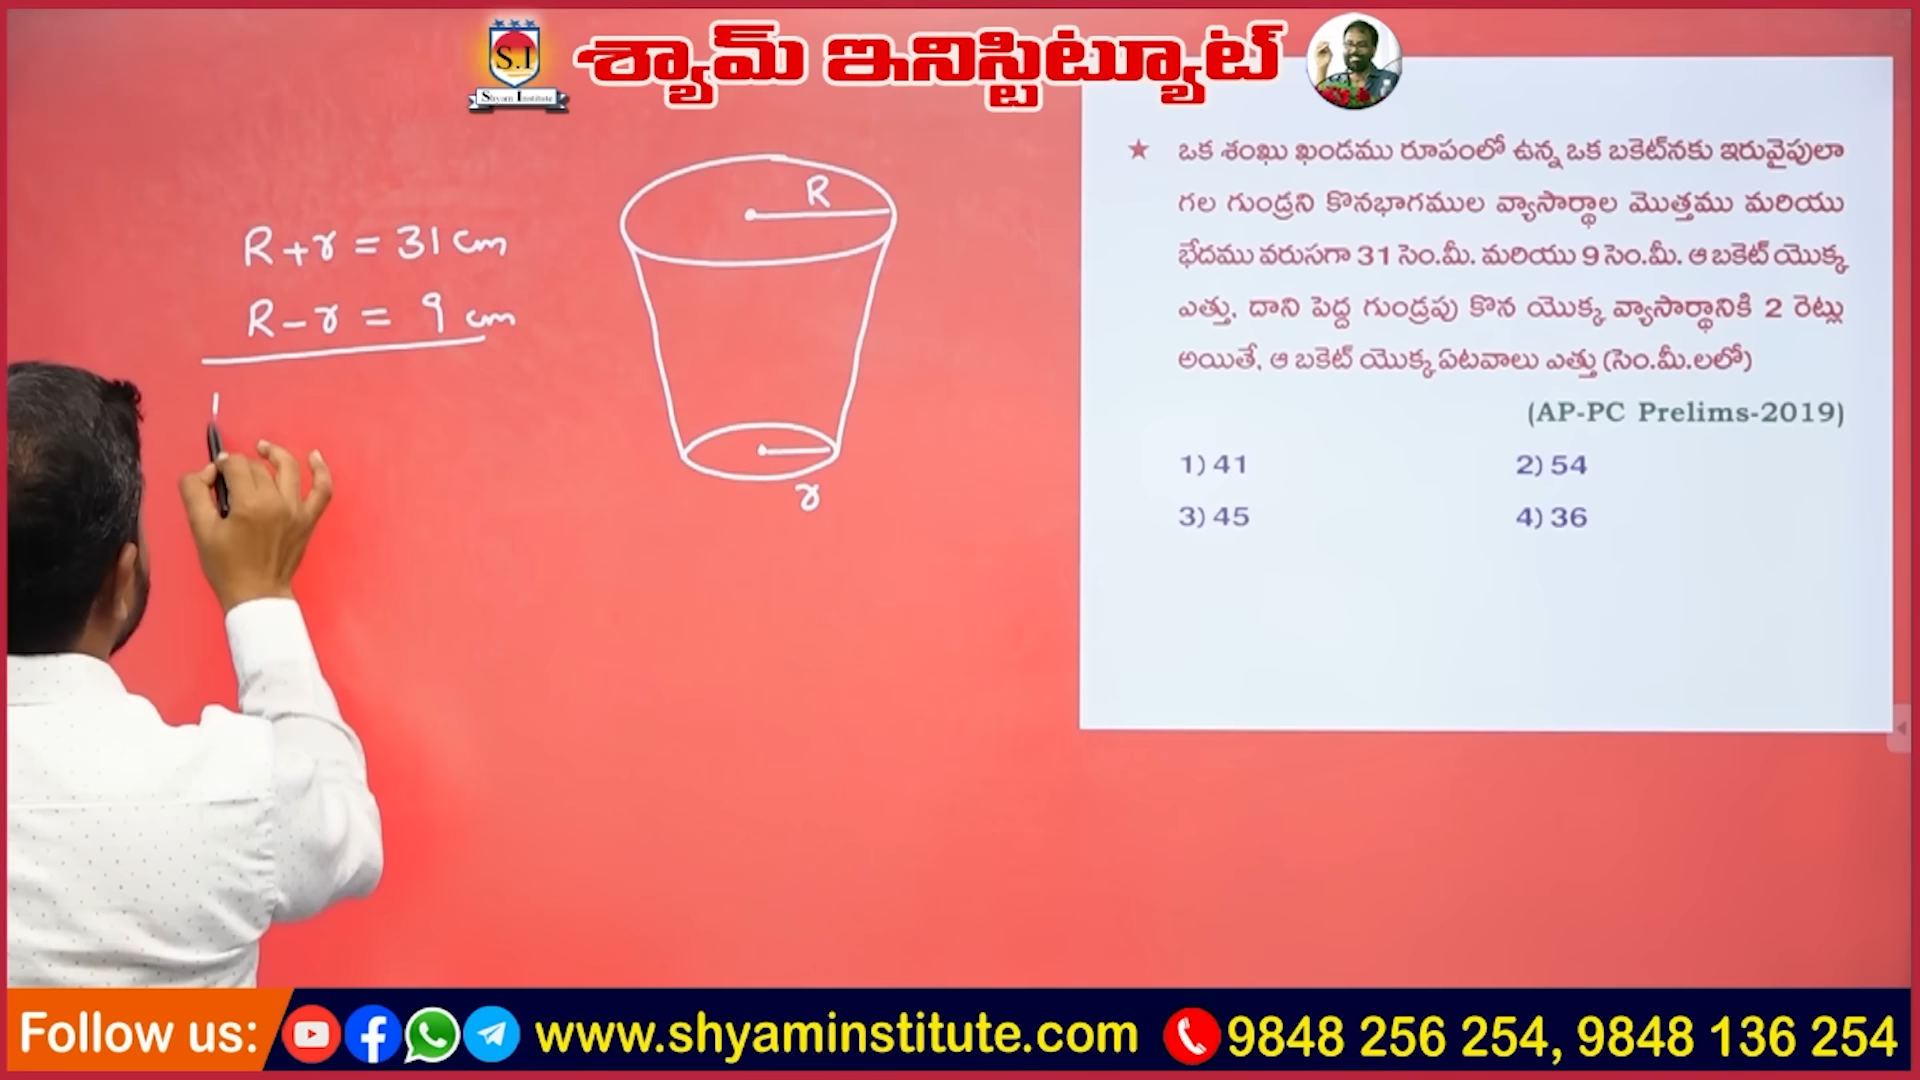 S.I
Shyam Institute
శ్యామ్ ఇనిస్టిట్యూట్
R + r = 31 cm
R - r = 9 cm
R
r
★ ఒక శంఖు ఖండము రూపంలో ఉన్న ఒక బకెట్‌నకు ఇరువైపులా
గల గుండ్రని కొనభాగముల వ్యాసార్థాల మొత్తము మరియు
భేదము వరుసగా 31 సెం.మీ. మరియు 9 సెం.మీ. ఆ బకెట్ యొక్క
ఎత్తు, దాని పెద్ద గుండ్రపు కొన యొక్క వ్యాసార్థానికి 2 రెట్లు
అయితే, ఆ బకెట్ యొక్క ఏటవాలు ఎత్తు (సెం.మీ.లలో)
(AP-PC Prelims-2019)
1) 41 2) 54
3) 45 4) 36
Follow us: www.shyaminstitute.com 9848 256 254, 9848 136 254